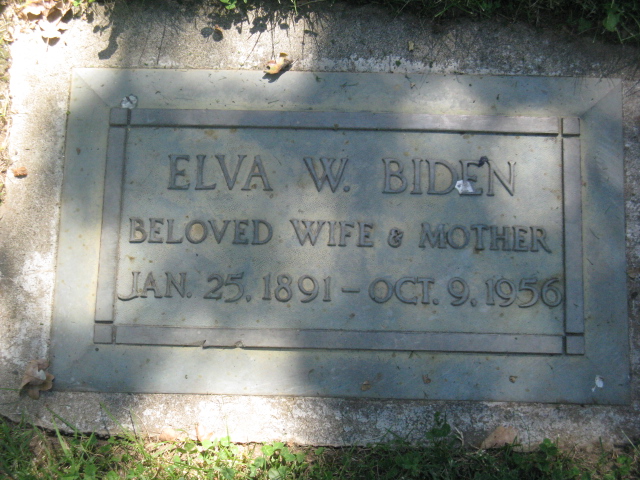 ELVA W. BIDEN
BELOVED WIFE & MOTHER
JAN. 25, 1891 – OCT. 9, 1956